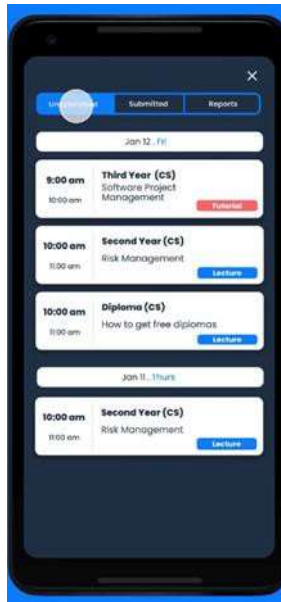 Submitted
Reports
Jan 12 , Fri
9:00 am
10:00 am
Third Year (CS)
Software Project
Management
Tutorial
10:00 am
11:00 am
Second Year (CS)
Risk Management
Lecture
10:00 am
11:00 am
Diploma (CS)
How to get free diplomas
Lecture
Jan 11 , Thurs
10:00 am
11:00 am
Second Year (CS)
Risk Management
Lecture